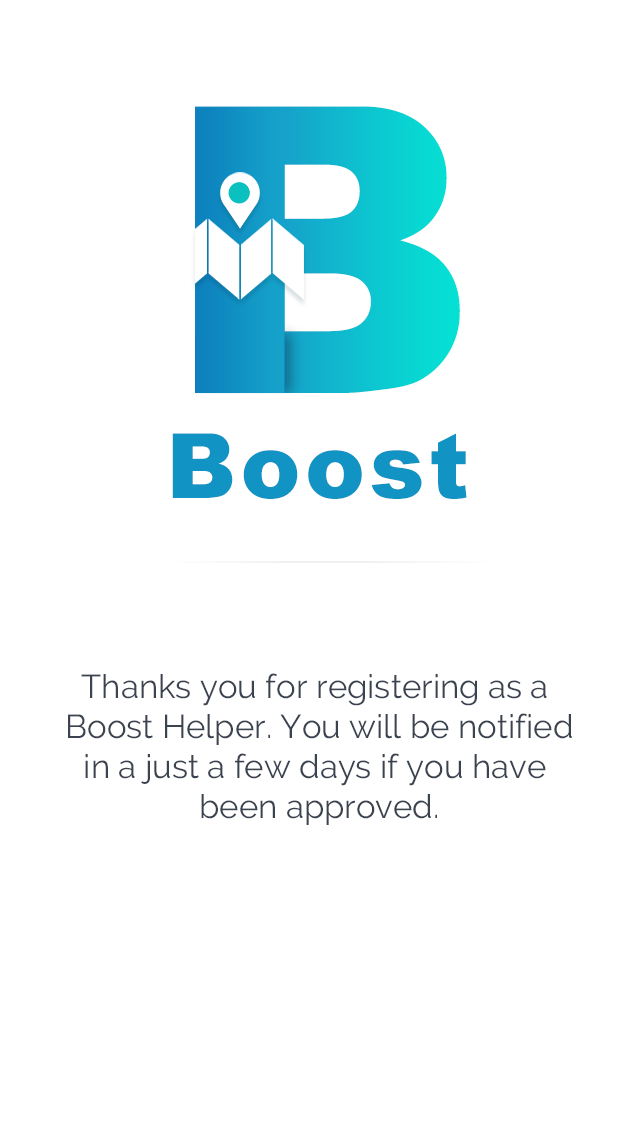 B
Boost
Thanks you for registering as a
Boost Helper. You will be notified
in a just a few days if you have
been approved.